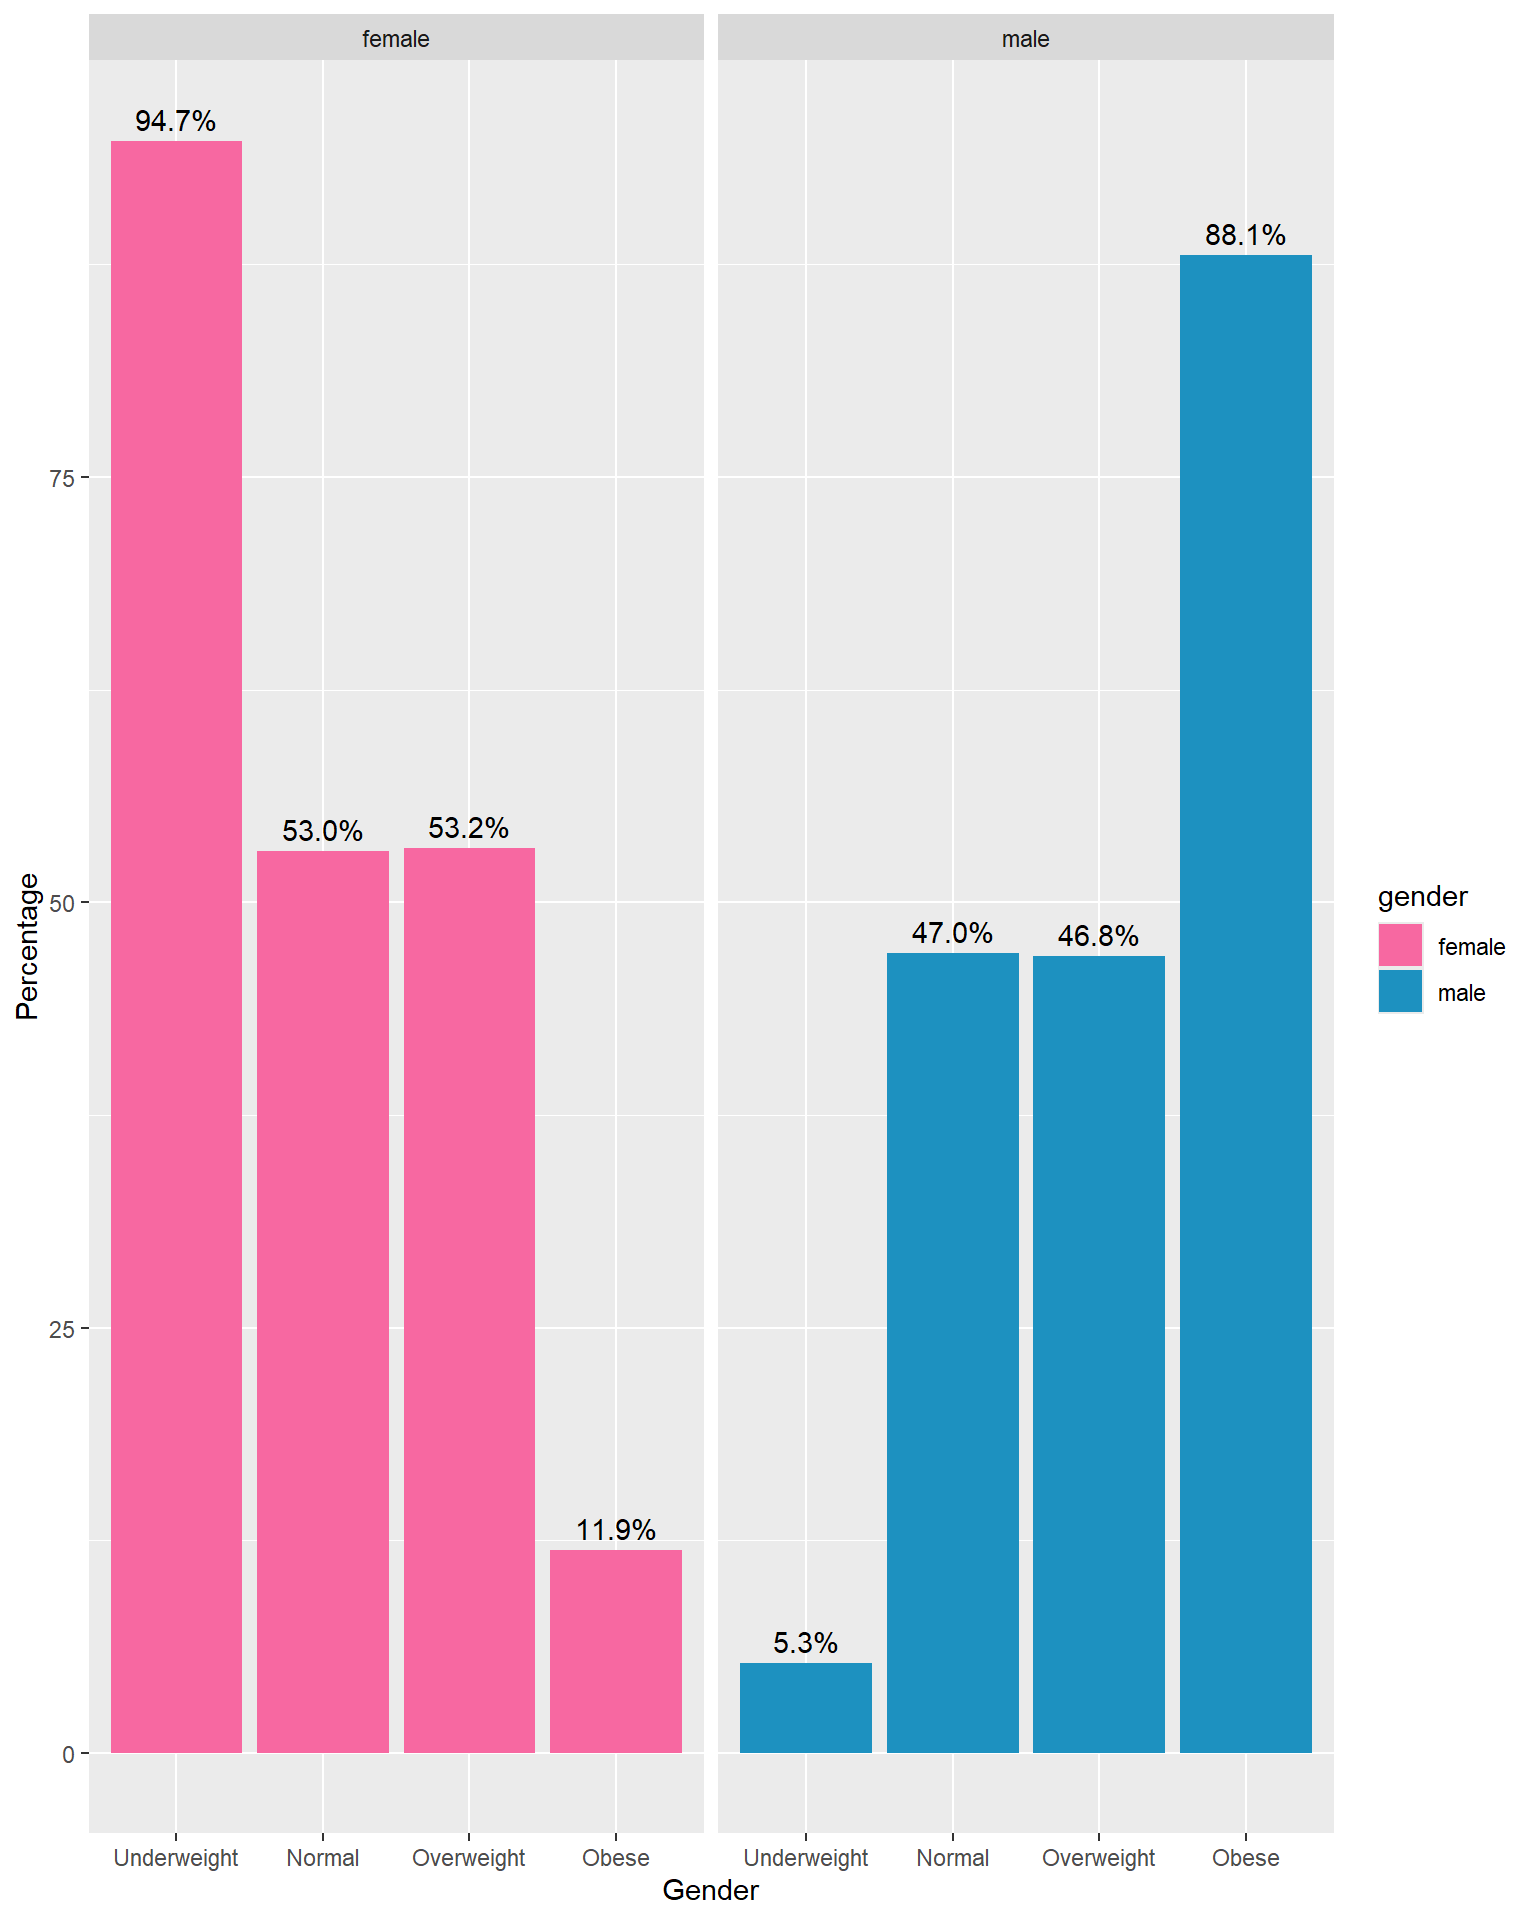 female
male
94.7%
88.1%
75
53.0%
53.2%
50
47.0%
46.8%
Percentage
gender
female
male
25
11.9%
5.3%
0
Underweight Normal Overweight Obese
Underweight Normal Overweight Obese
Gender